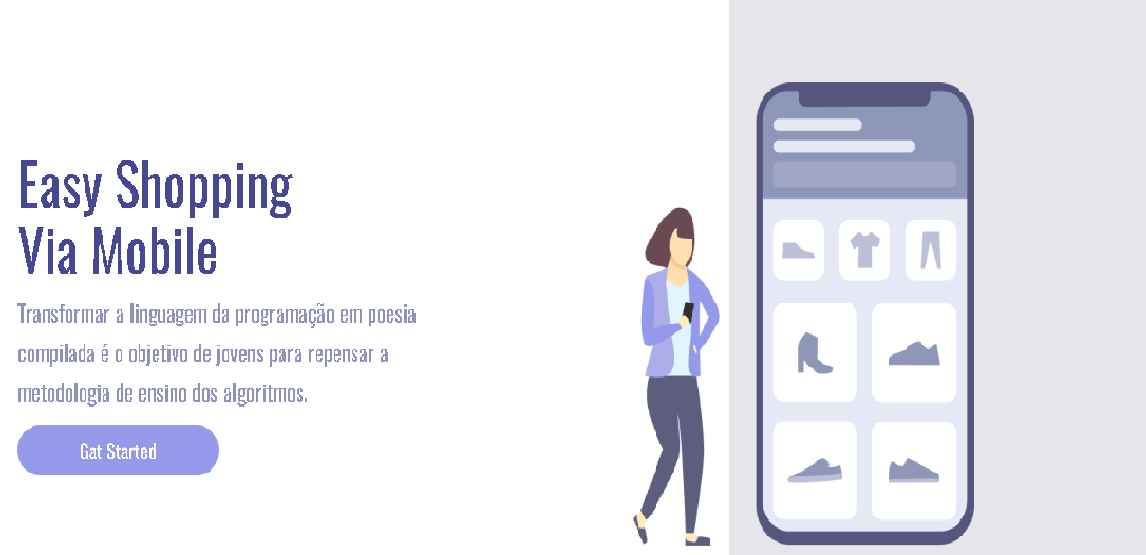 Easy Shopping
Via Mobile
Transformar a linguagem da programação em poesia
compilada é o objetivo de jovens para repensar a
metodologia de ensino dos algoritmos.
Gat Started